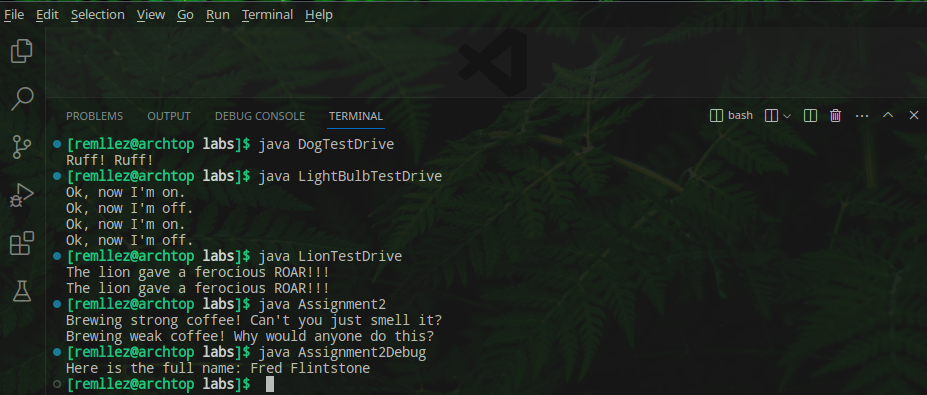 File Edit Selection View Go Run Terminal Help
PROBLEMS OUTPUT DEBUG CONSOLE TERMINAL bash
[remllez@archtop labs]$ java DogTestDrive
Ruff! Ruff!
[remllez@archtop labs]$ java LightBulbTestDrive
Ok, now I'm on.
Ok, now I'm off.
Ok, now I'm on.
Ok, now I'm off.
[remllez@archtop labs]$ java LionTestDrive
The lion gave a ferocious ROAR!!!
The lion gave a ferocious ROAR!!!
[remllez@archtop labs]$ java Assignment2
Brewing strong coffee! Can't you just smell it?
Brewing weak coffee! Why would anyone do this?
[remllez@archtop labs]$ java Assignment2Debug
Here is the full name: Fred Flintstone
[remllez@archtop labs]$